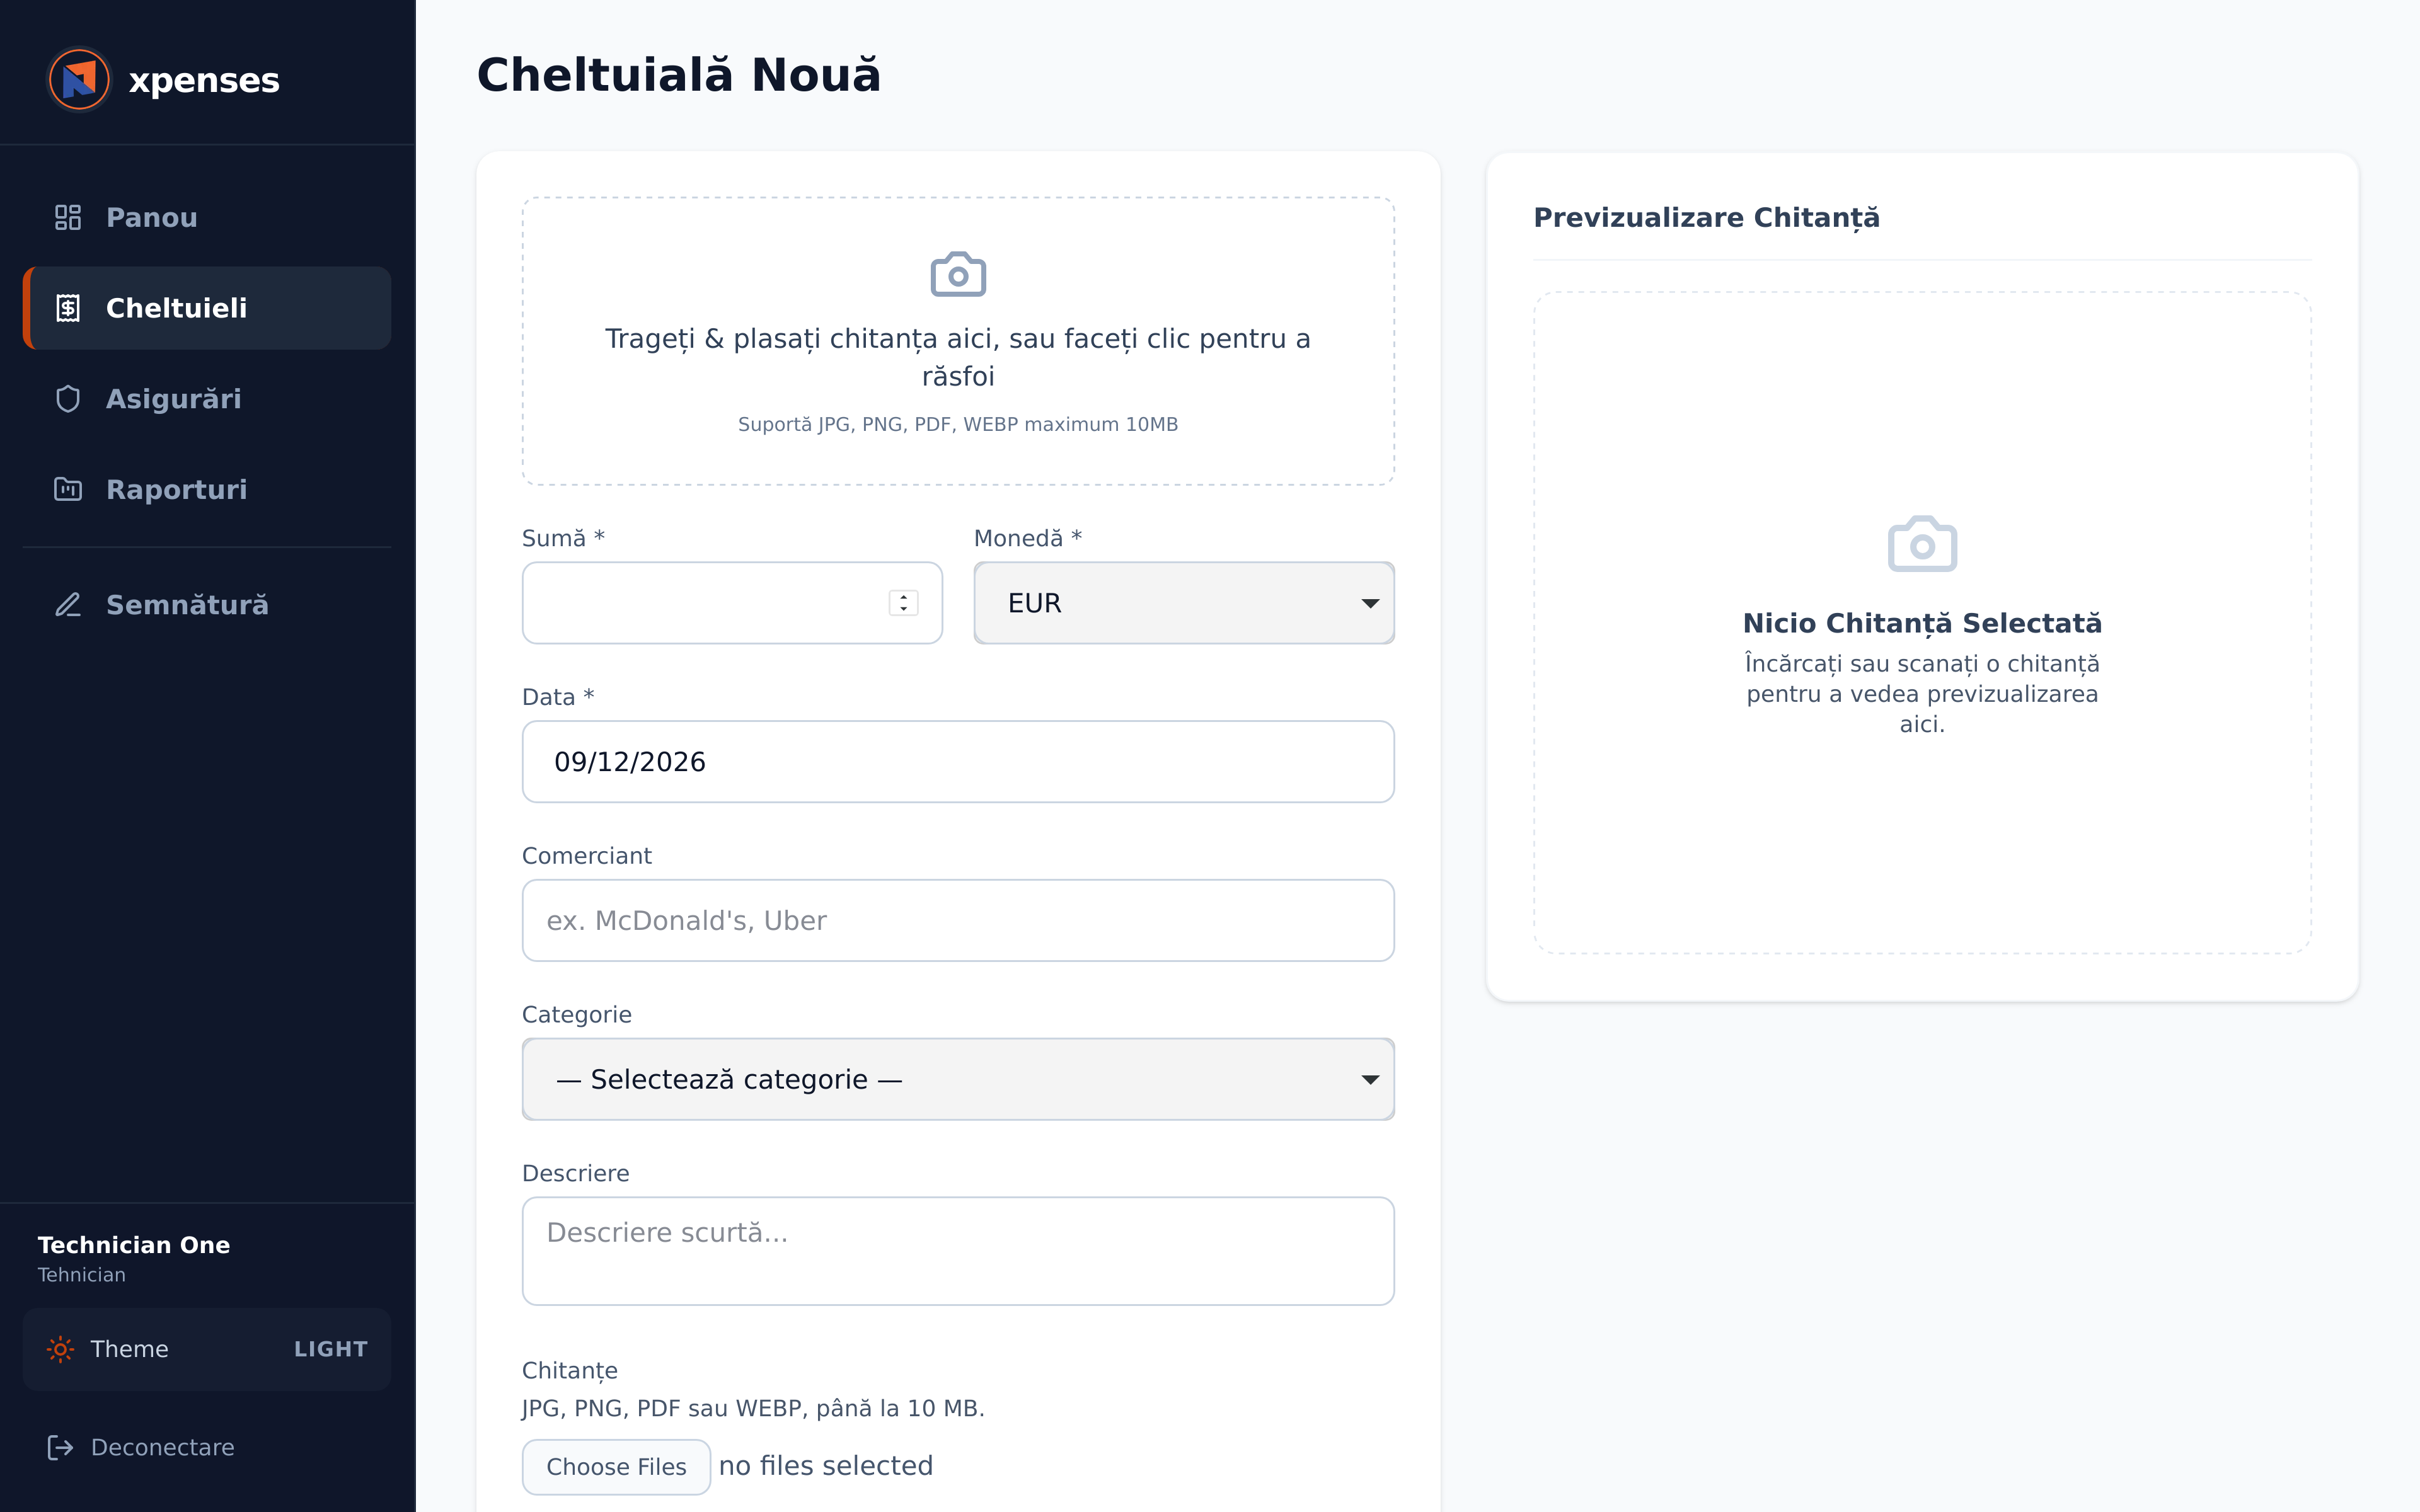 xpenses
Panou
Cheltuieli
Asigurări
Raporturi
Semnătură
Technician One
Tehnician
Theme LIGHT
Deconectare
Cheltuială Nouă
Trageți & plasați chitanța aici, sau faceți clic pentru a
răsfoi
Suportă JPG, PNG, PDF, WEBP maximum 10MB
Sumă *
Monedă *
EUR
Data *
09/12/2026
Comerciant
ex. McDonald's, Uber
Categorie
— Selectează categorie —
Descriere
Descriere scurtă...
Chitanțe
JPG, PNG, PDF sau WEBP, până la 10 MB.
Choose Files no files selected
Previzualizare Chitanță
Nicio Chitanță Selectată
Încărcați sau scanați o chitanță
pentru a vedea previzualizarea
aici.